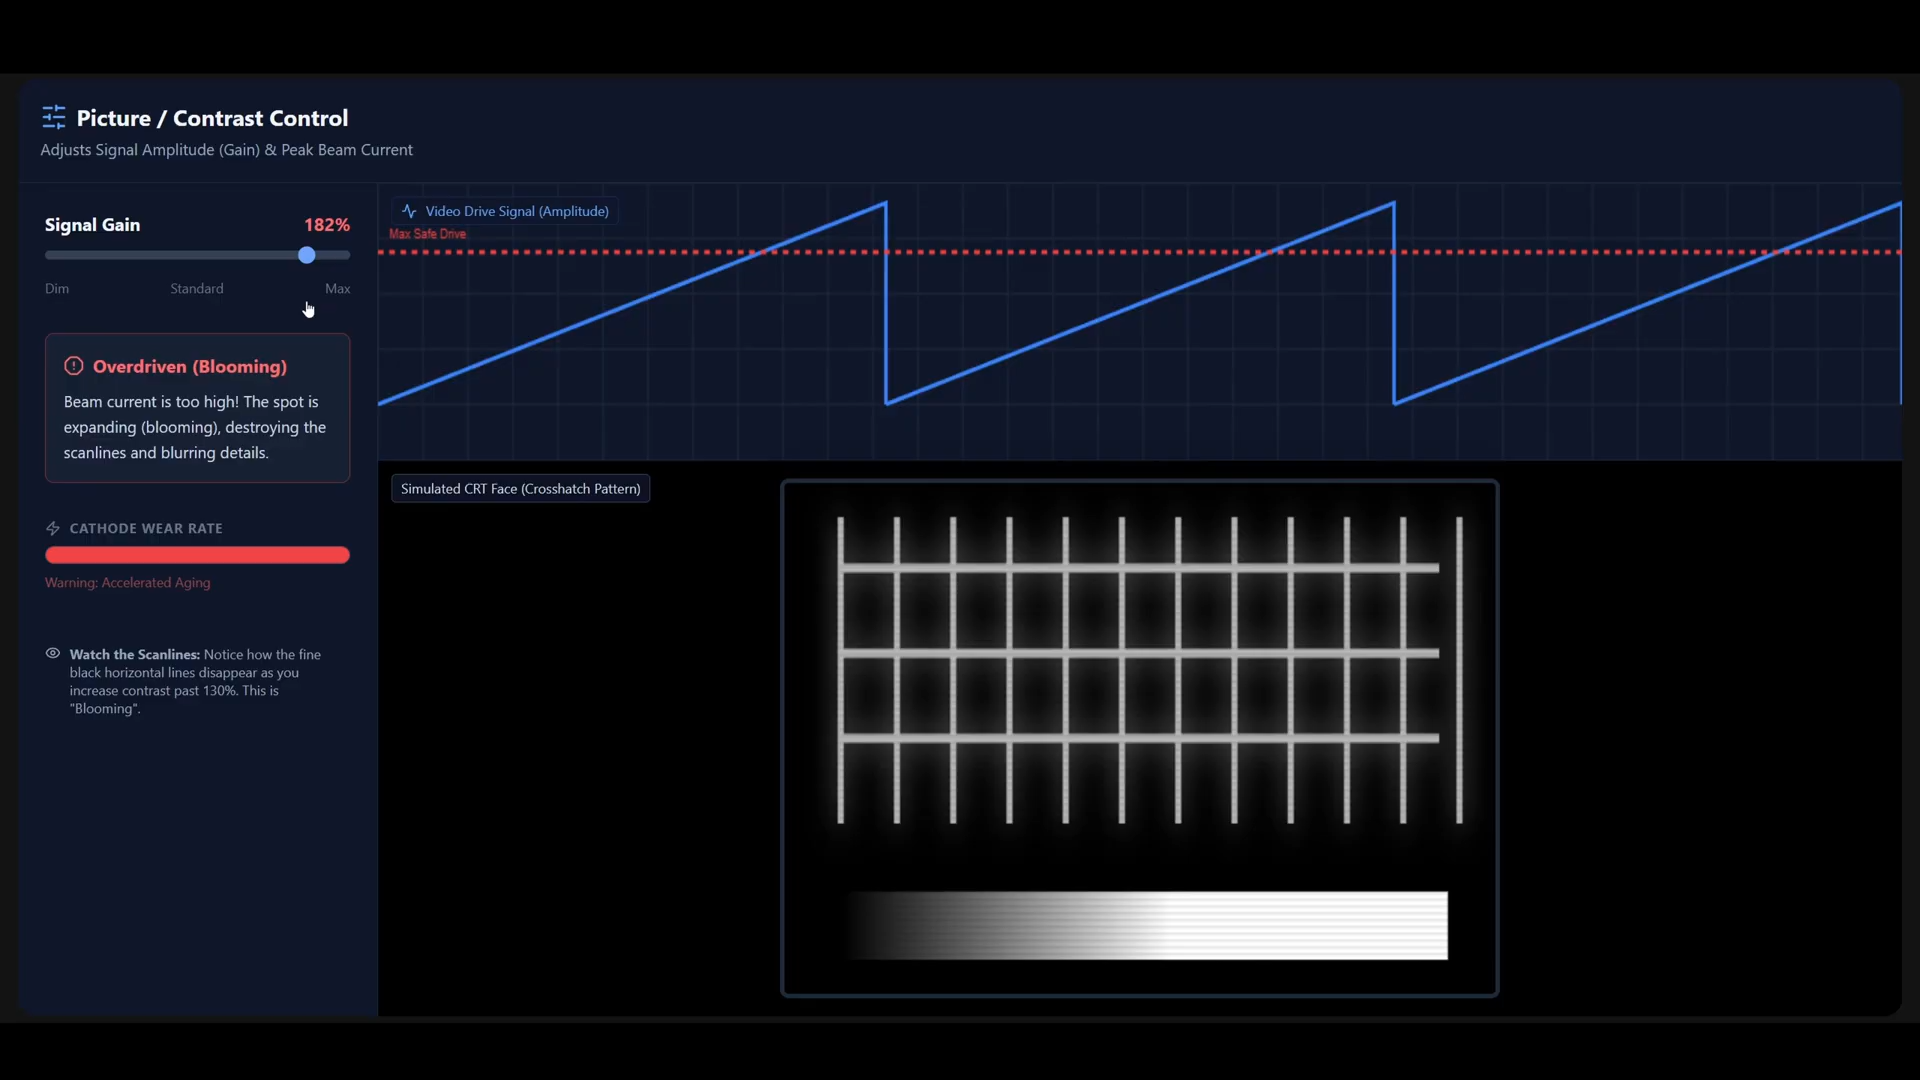 Picture / Contrast Control
Adjusts Signal Amplitude (Gain) & Peak Beam Current
Signal Gain
182%
Dim
Standard
Max
Overdriven (Blooming)
Beam current is too high! The spot is
expanding (blooming), destroying the
scanlines and blurring details.
CATHODE WEAR RATE
Warning: Accelerated Aging
Watch the Scanlines: Notice how the fine
black horizontal lines disappear as you
increase contrast past 130%. This is
"Blooming".
Video Drive Signal (Amplitude)
Max Safe Drive
Simulated CRT Face (Crosshatch Pattern)